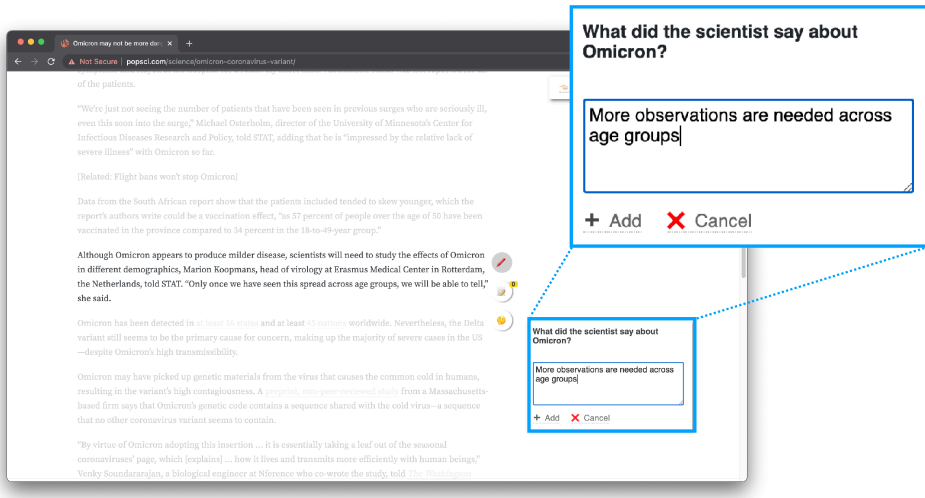 Omicron may not be more dan
Not Secure | popsci.com/science/omicron-coronavirus-variant/
of the patients.
"We're just not seeing the number of patients that have been seen in previous surges who are seriously ill,
even this soon into the surge," Michael Osterholm, director of the University of Minnesota's Center for
Infectious Diseases Research and Policy, told STAT, adding that he is "impressed by the relative lack of
severe illness" with Omicron so far.
[Related: Flight bans won't stop Omicron]
Data from the South African report show that the patients included tended to skew younger, which the
report's authors write could be a vaccination effect, "as 57 percent of people over the age of 50 have been
vaccinated in the province compared to 34 percent in the 18-to-49-year group."
Although Omicron appears to produce milder disease, scientists will need to study the effects of Omicron
in different demographics, Marion Koopmans, head of virology at Erasmus Medical Center in Rotterdam,
the Netherlands, told STAT. "Only once we have seen this spread across age groups, we will be able to tell,"
she said.
0
Omicron has been detected in at least 16 states and at least 45 nations worldwide. Nevertheless, the Delta
variant still seems to be the primary cause for concern, making up the majority of severe cases in the US
—despite Omicron's high transmissibility.
Omicron may have picked up genetic materials from the virus that causes the common cold in humans,
resulting in the variant's high contagiousness. A preprint, non-peer-reviewed study from a Massachusetts-
based firm says that Omicron's genetic code contains a sequence shared with the cold virus—a sequence
that no other coronavirus variant seems to contain.
"By virtue of Omicron adopting this insertion … it is essentially taking a leaf out of the seasonal
coronaviruses' page, which [explains] … how it lives and transmits more efficiently with human beings,"
Venky Soundararajan, a biological engineer at Nference who co-wrote the study, told The Washington
What did the scientist say about
Omicron?
More observations are needed across
age groups
+ Add Cancel
What did the scientist say about
Omicron?
More observations are needed across
age groups
+ Add Cancel